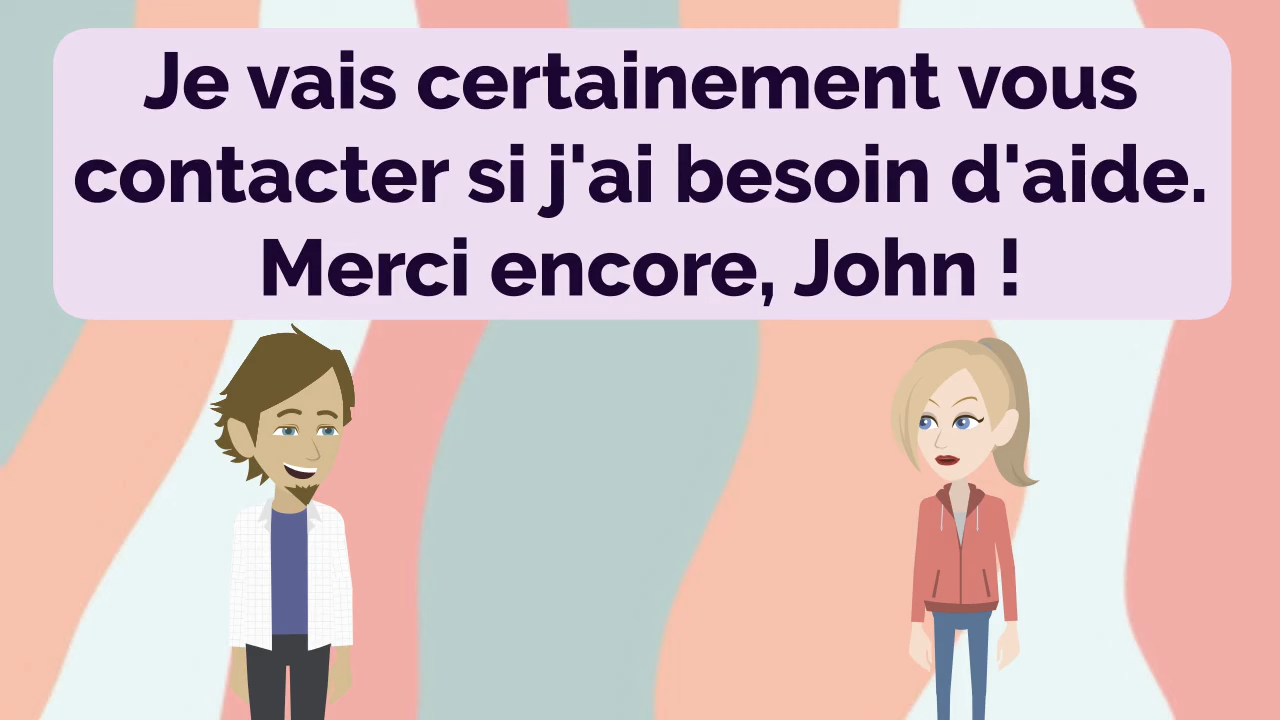 Je vais certainement vous
contacter si j'ai besoin d'aide.
Merci encore, John !